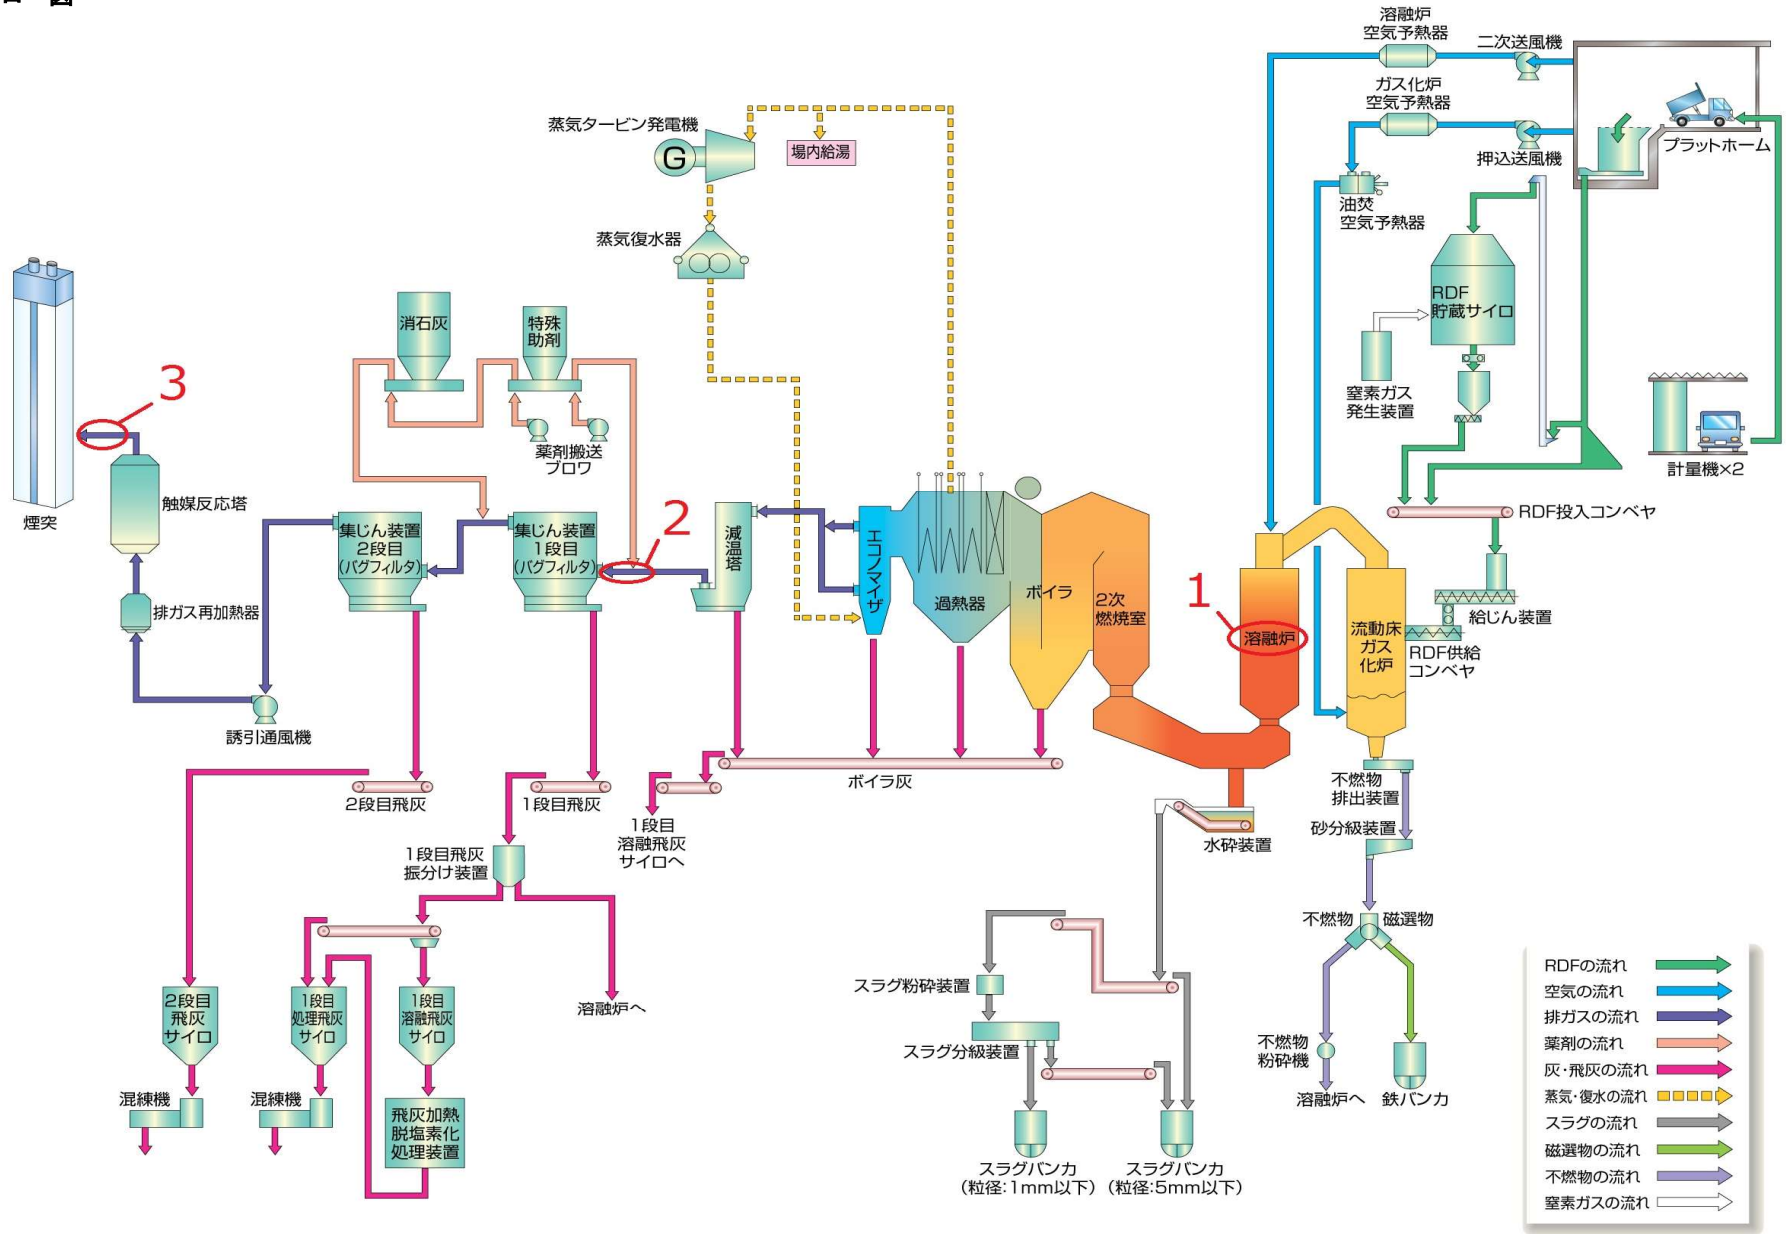 図
溶融炉
空気予熱器
二次送風機
ガス化炉
空気予熱器
押込送風機
プラットホーム
油焚
空気予熱器
蒸気タービン発電機
G
場内給湯
蒸気復水器
RDF
貯蔵サイロ
窒素ガス
発生装置
計量機×2
消石灰
特殊
助剤
薬剤搬送
ブロワ
3
煙突
触媒反応塔
排ガス再加熱器
誘引通風機
集じん装置
2段目
(バグフィルタ)
集じん装置
1段目
(バグフィルタ)
2
減温塔
エコノマイザ
過熱器
ボイラ
2次
燃焼室
1
溶融炉
流動床
ガス
化炉
RDF投入コンベヤ
給じん装置
RDF供給
コンベヤ
2段目飛灰
1段目飛灰
1段目
溶融飛灰
サイロへ
ボイラ灰
水砕装置
不燃物
排出装置
砂分級装置
不燃物
磁選物
1段目飛灰
振分け装置
溶融炉へ
2段目
飛灰
サイロ
1段目
処理飛灰
サイロ
1段目
溶融飛灰
サイロ
混練機
混練機
飛灰加熱
脱塩素化
処理装置
スラグ粉砕装置
スラグ分級装置
スラグバンカ
(粒径:1mm以下)
スラグバンカ
(粒径:5mm以下)
不燃物
粉砕機
溶融炉へ
鉄バンカ
RDFの流れ
空気の流れ
排ガスの流れ
薬剤の流れ
灰・飛灰の流れ
蒸気・復水の流れ
スラグの流れ
磁選物の流れ
不燃物の流れ
窒素ガスの流れ